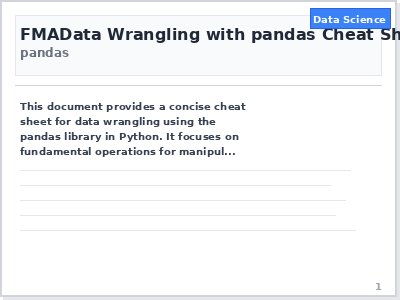 Data Science
FMAData Wrangling with pandas Cheat Sh
pandas
This document provides a concise cheat
sheet for data wrangling using the
pandas library in Python. It focuses on
fundamental operations for manipul...
1